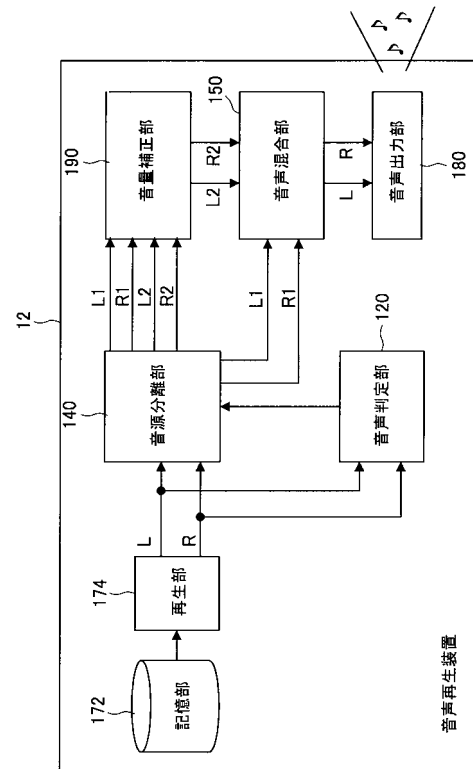 12
172
記憶部
174
再生部
L
R
140
音源分離部
120
音声判定部
L1
R1
L2
R2
L1
R1
190
音量補正部
L2
R2
150
音声混合部
L
R
音声出力部
180
音声再生装置